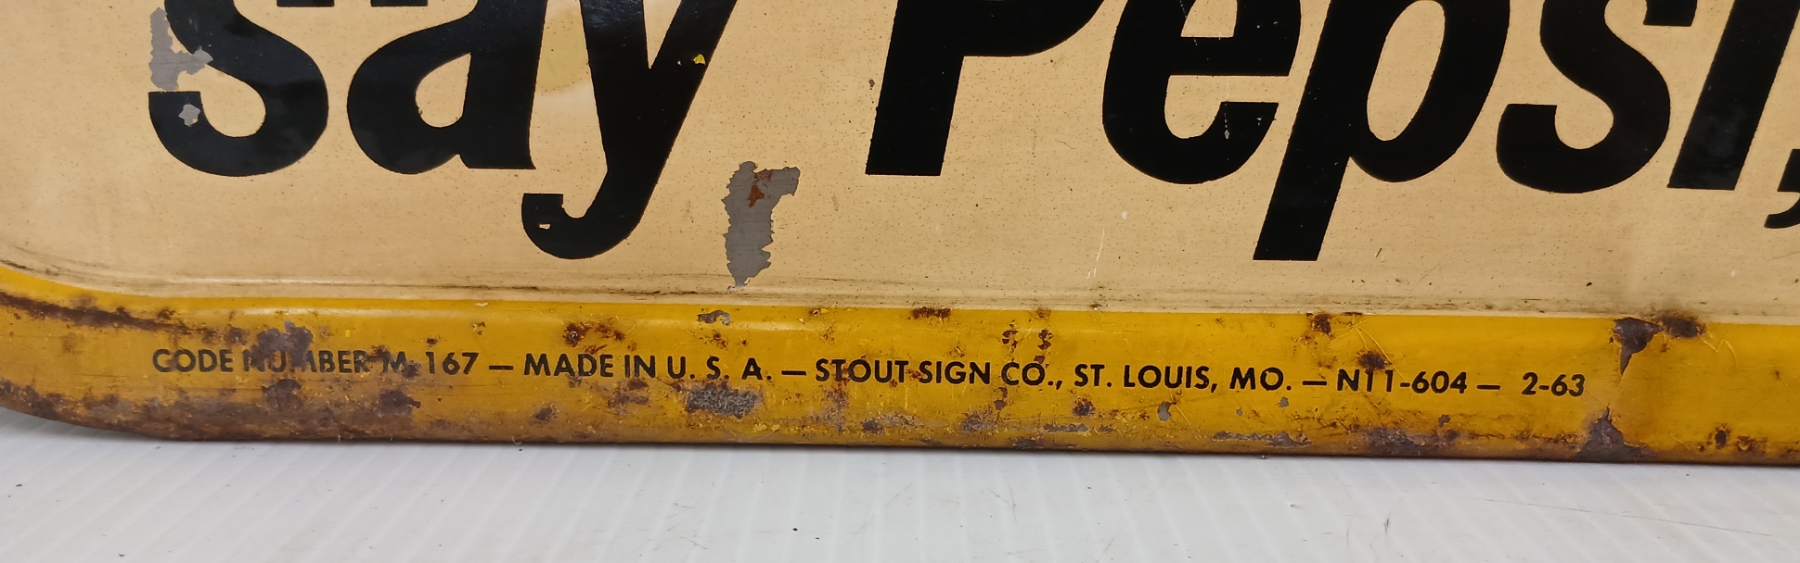 say Pepsi,
CODE NUMBER M 167 — MADE IN U. S. A. — STOUT SIGN CO., ST. LOUIS, MO. — N11-604 — 2-63